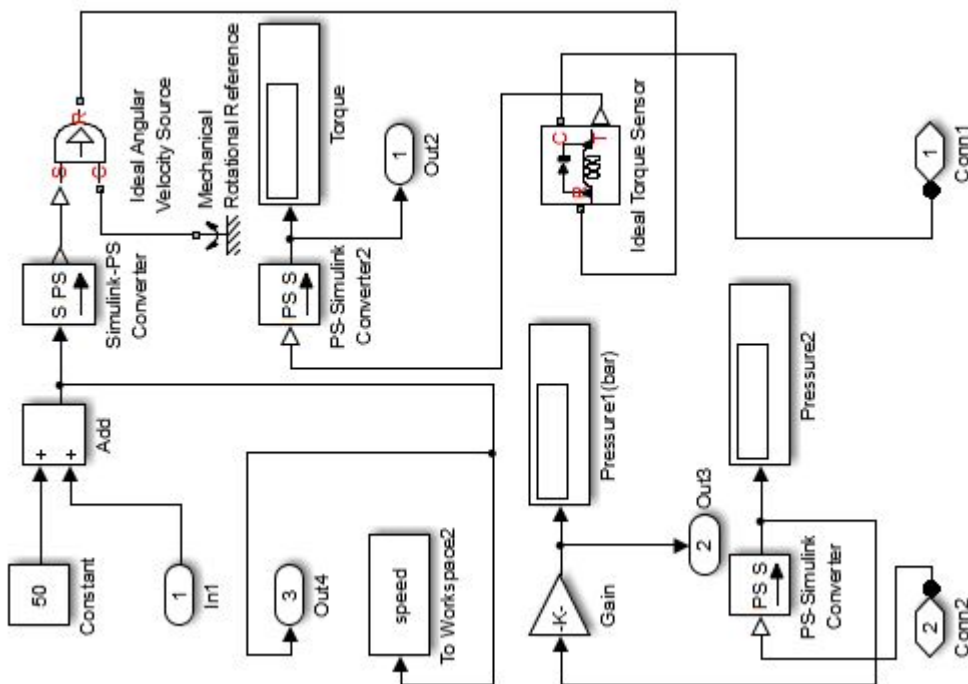 50
Constant
1
In1
+
+
Add
S PS
Simulink-PS
Converter
S
C
R
Ideal Angular
Velocity Source
Mechanical
Rotational Reference
3
Out4
speed
To Workspace2
PS S
PS-Simulink
Converter2
Torque
1
Out2
-K-
Gain
Pressure1(bar)
2
Out3
R
C
T
Ideal Torque Sensor
PS S
PS-Simulink
Converter
Pressure2
2
Conn2
1
Conn1